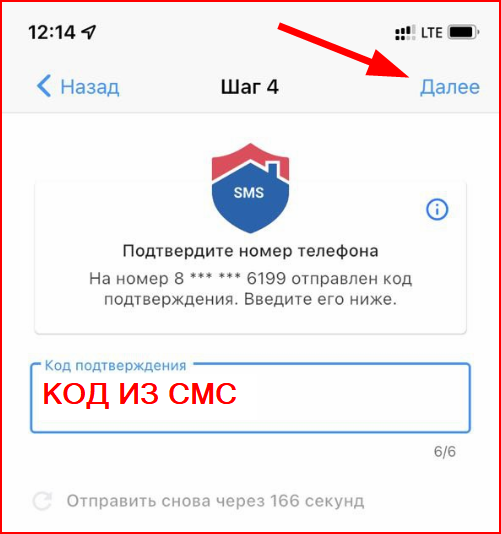 12:14 LTE
Назад Шаг 4 Далее
SMS
Подтвердите номер телефона
На номер 8 *** *** 6199 отправлен код
подтверждения. Введите его ниже.
Код подтверждения
КОД ИЗ СМС
6/6
Отправить снова через 166 секунд